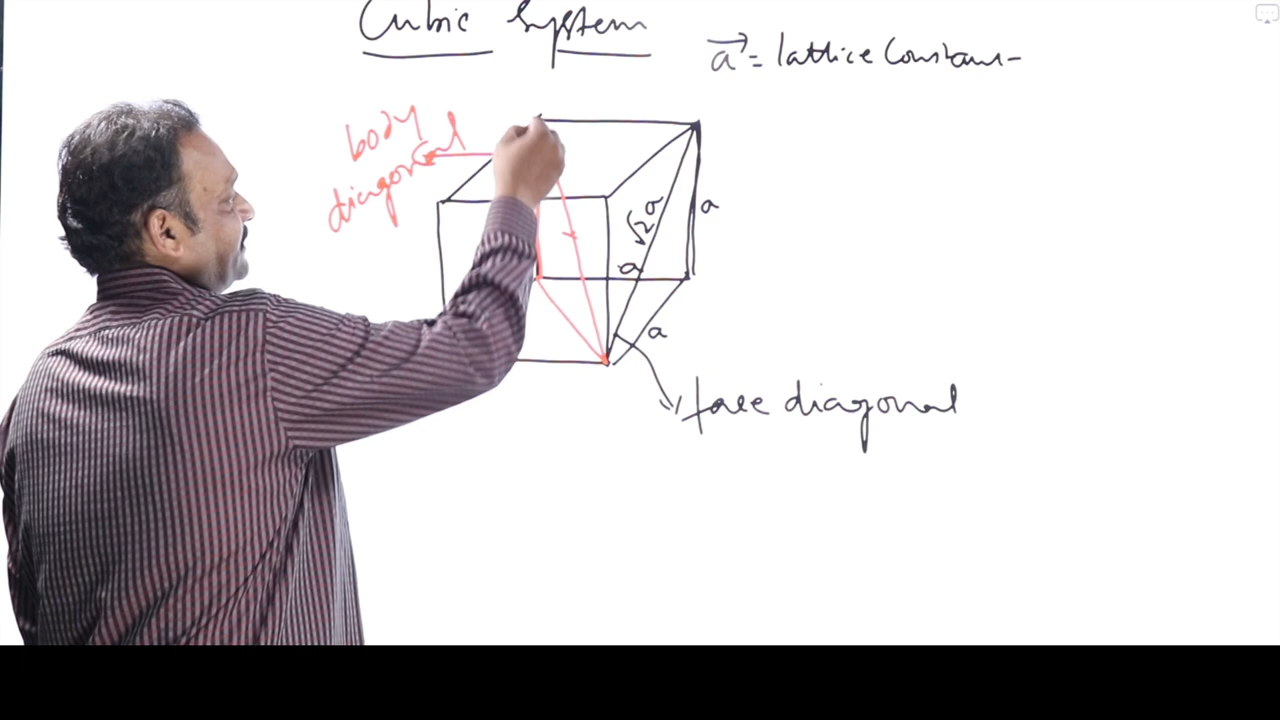 Cubic System
a = lattice Constant
body
diagonal
√2 a
a
a
a
face diagonal